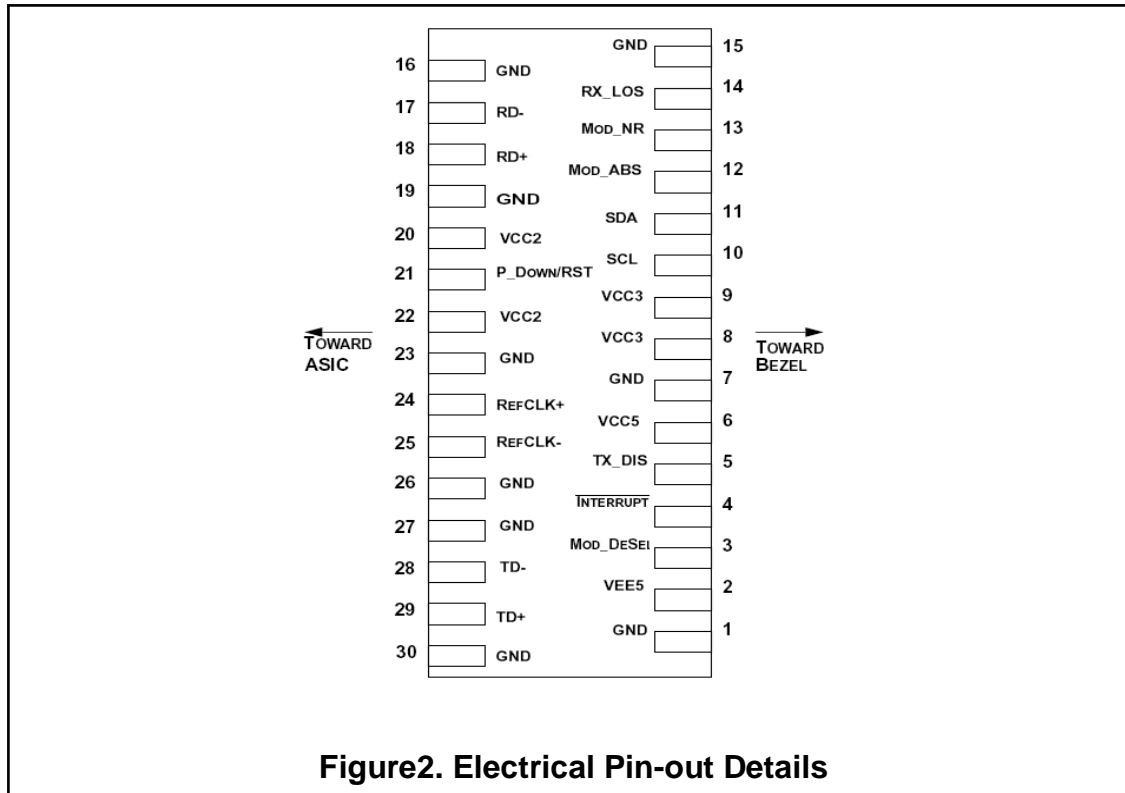 GND 15
16 GND
RX_LOS 14
17 RD-
MOD_NR 13
18 RD+
MOD_ABS 12
19 GND
SDA 11
20 VCC2
SCL 10
21 P_DOWN/RST
VCC3 9
22 VCC2
VCC3 8
TOWARD ASIC
TOWARD BEZEL
23 GND
GND 7
24 REFCLK+
VCC5 6
25 REFCLK-
TX_DIS 5
26 GND
INTERRUPT 4
27 GND
MOD_DESEL 3
28 TD-
VEE5 2
29 TD+
GND 1
30 GND
Figure2. Electrical Pin-out Details